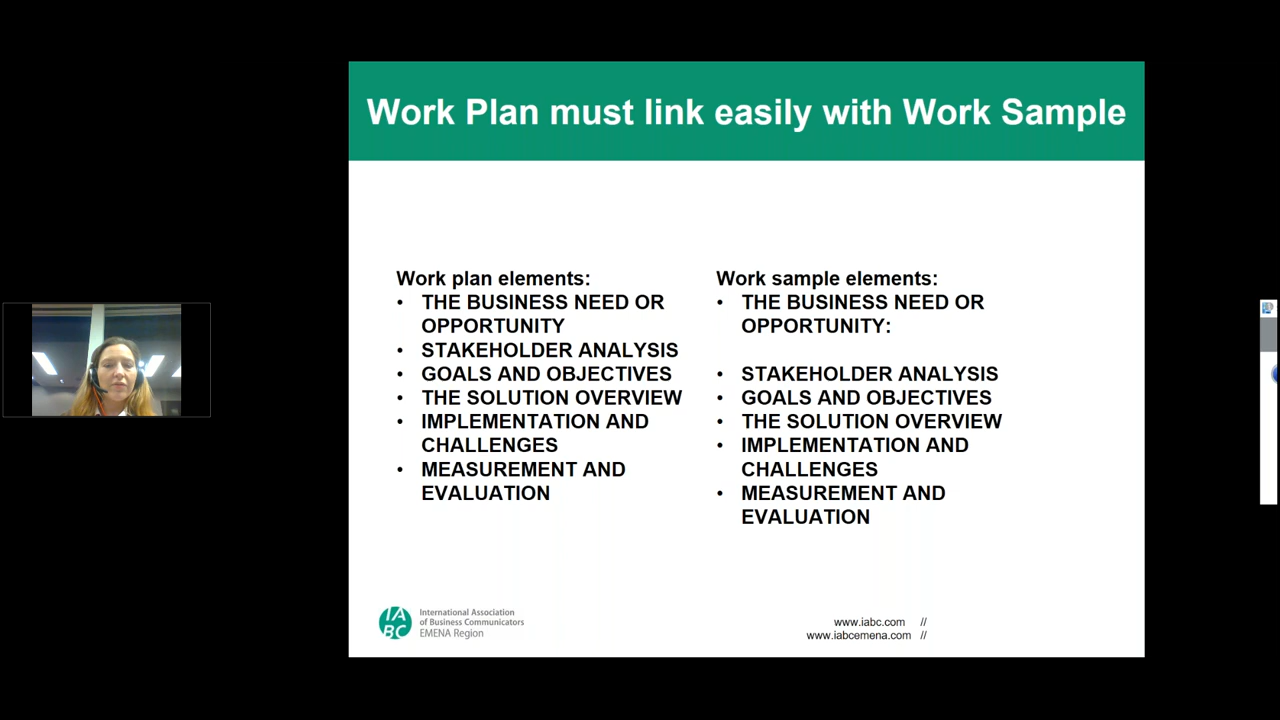 Work Plan must link easily with Work Sample
Work plan elements:
• THE BUSINESS NEED OR
OPPORTUNITY
• STAKEHOLDER ANALYSIS
• GOALS AND OBJECTIVES
• THE SOLUTION OVERVIEW
• IMPLEMENTATION AND
CHALLENGES
• MEASUREMENT AND
EVALUATION
Work sample elements:
• THE BUSINESS NEED OR
OPPORTUNITY:
• STAKEHOLDER ANALYSIS
• GOALS AND OBJECTIVES
• THE SOLUTION OVERVIEW
• IMPLEMENTATION AND
CHALLENGES
• MEASUREMENT AND
EVALUATION
IA
BC
International Association
of Business Communicators
EMENA Region
www.iabc.com //
www.iabcemena.com //